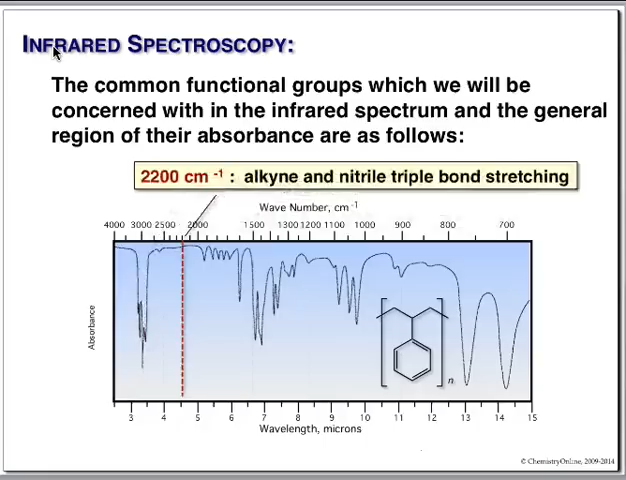 INFRARED SPECTROSCOPY:
The common functional groups which we will be
concerned with in the infrared spectrum and the general
region of their absorbance are as follows:
2200 cm -1 : alkyne and nitrile triple bond stretching
Wave Number, cm-1
4000 3000 2500 2000 1500 1300 1200 1100 1000 900 800 700
Absorbance
n
3 4 5 6 7 8 9 10 11 12 13 14 15
Wavelength, microns
© ChemistryOnline, 2009-2014